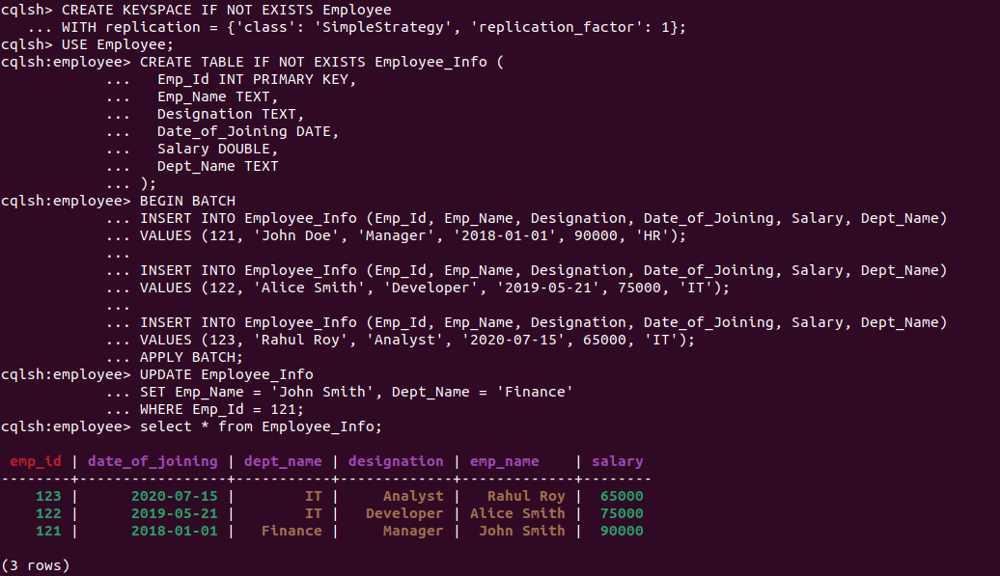 cqlsh> CREATE KEYSPACE IF NOT EXISTS Employee
   ... WITH replication = {'class': 'SimpleStrategy', 'replication_factor': 1};
cqlsh> USE Employee;
cqlsh:employee> CREATE TABLE IF NOT EXISTS Employee_Info (
            ...   Emp_Id INT PRIMARY KEY,
            ...   Emp_Name TEXT,
            ...   Designation TEXT,
            ...   Date_of_Joining DATE,
            ...   Salary DOUBLE,
            ...   Dept_Name TEXT
            ... );
cqlsh:employee> BEGIN BATCH
            ... INSERT INTO Employee_Info (Emp_Id, Emp_Name, Designation, Date_of_Joining, Salary, Dept_Name)
            ... VALUES (121, 'John Doe', 'Manager', '2018-01-01', 90000, 'HR');
            ...
            ... INSERT INTO Employee_Info (Emp_Id, Emp_Name, Designation, Date_of_Joining, Salary, Dept_Name)
            ... VALUES (122, 'Alice Smith', 'Developer', '2019-05-21', 75000, 'IT');
            ...
            ... INSERT INTO Employee_Info (Emp_Id, Emp_Name, Designation, Date_of_Joining, Salary, Dept_Name)
            ... VALUES (123, 'Rahul Roy', 'Analyst', '2020-07-15', 65000, 'IT');
            ... APPLY BATCH;
cqlsh:employee> UPDATE Employee_Info
            ... SET Emp_Name = 'John Smith', Dept_Name = 'Finance'
            ... WHERE Emp_Id = 121;
cqlsh:employee> select * from Employee_Info;

 emp_id | date_of_joining | dept_name | designation | emp_name    | salary
--------+-----------------+-----------+-------------+-------------+--------
    123 |      2020-07-15 |        IT |     Analyst |   Rahul Roy |  65000
    122 |      2019-05-21 |        IT |   Developer | Alice Smith |  75000
    121 |      2018-01-01 |   Finance |     Manager |  John Smith |  90000

(3 rows)